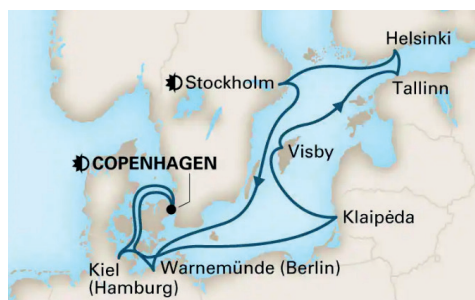 Helsinki
Stockholm
Tallinn
COPENHAGEN
Visby
Klaipėda
Kiel
(Hamburg)
Warnemünde (Berlin)